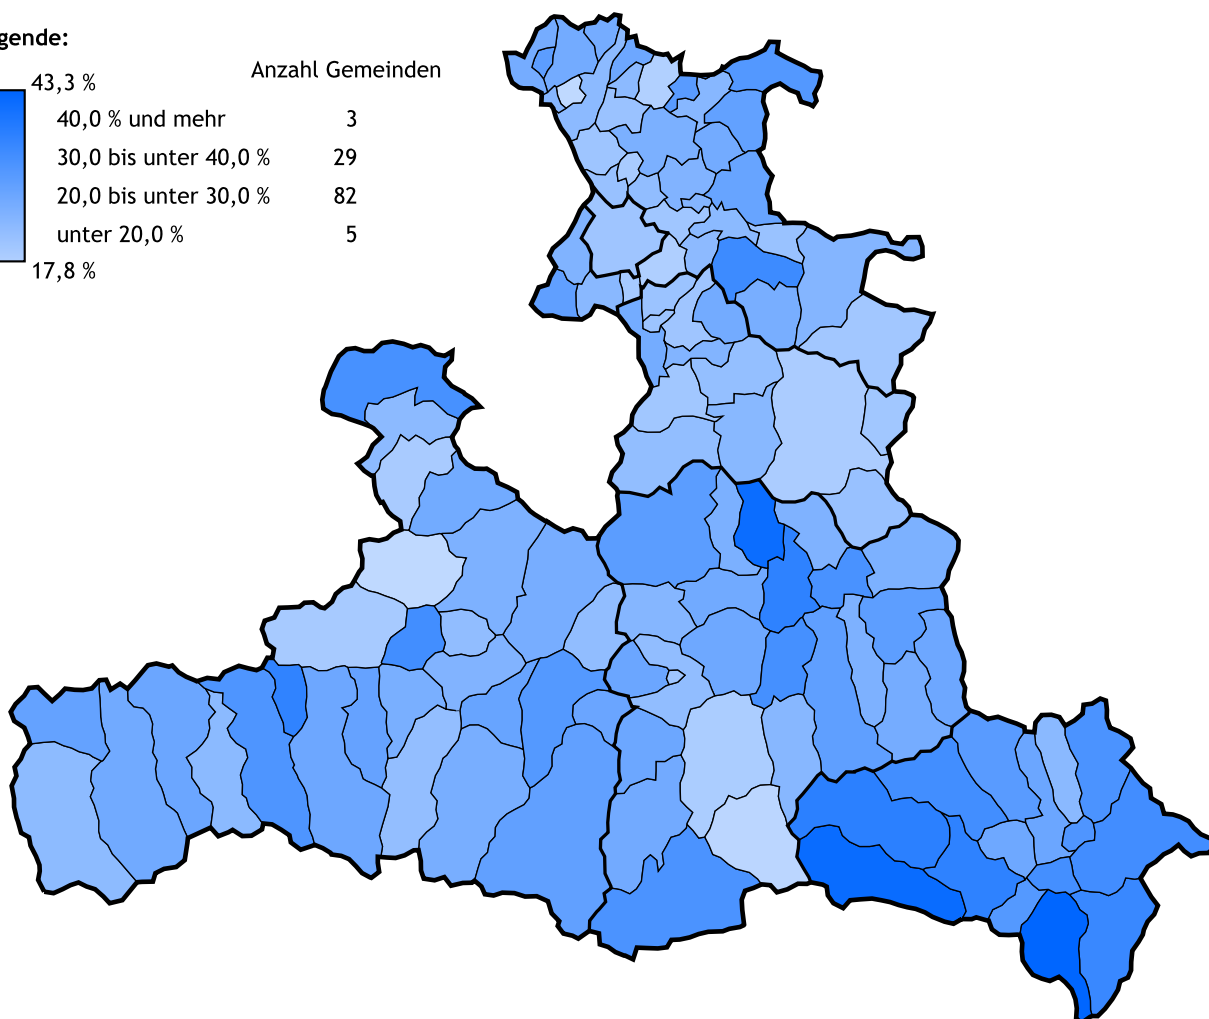 gende:
Anzahl Gemeinden
43,3 %
40,0 % und mehr 3
30,0 bis unter 40,0 % 29
20,0 bis unter 30,0 % 82
unter 20,0 % 5
17,8 %